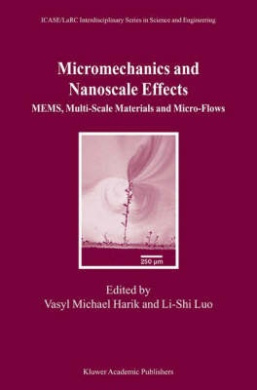 ICASE/LaRC Interdisciplinary Series in Science and Engineering
Micromechanics and
Nanoscale Effects
MEMS, Multi-Scale Materials and Micro-Flows
250 µm
Edited by
Vasyl Michael Harik and Li-Shi Luo
Kluwer Academic Publishers